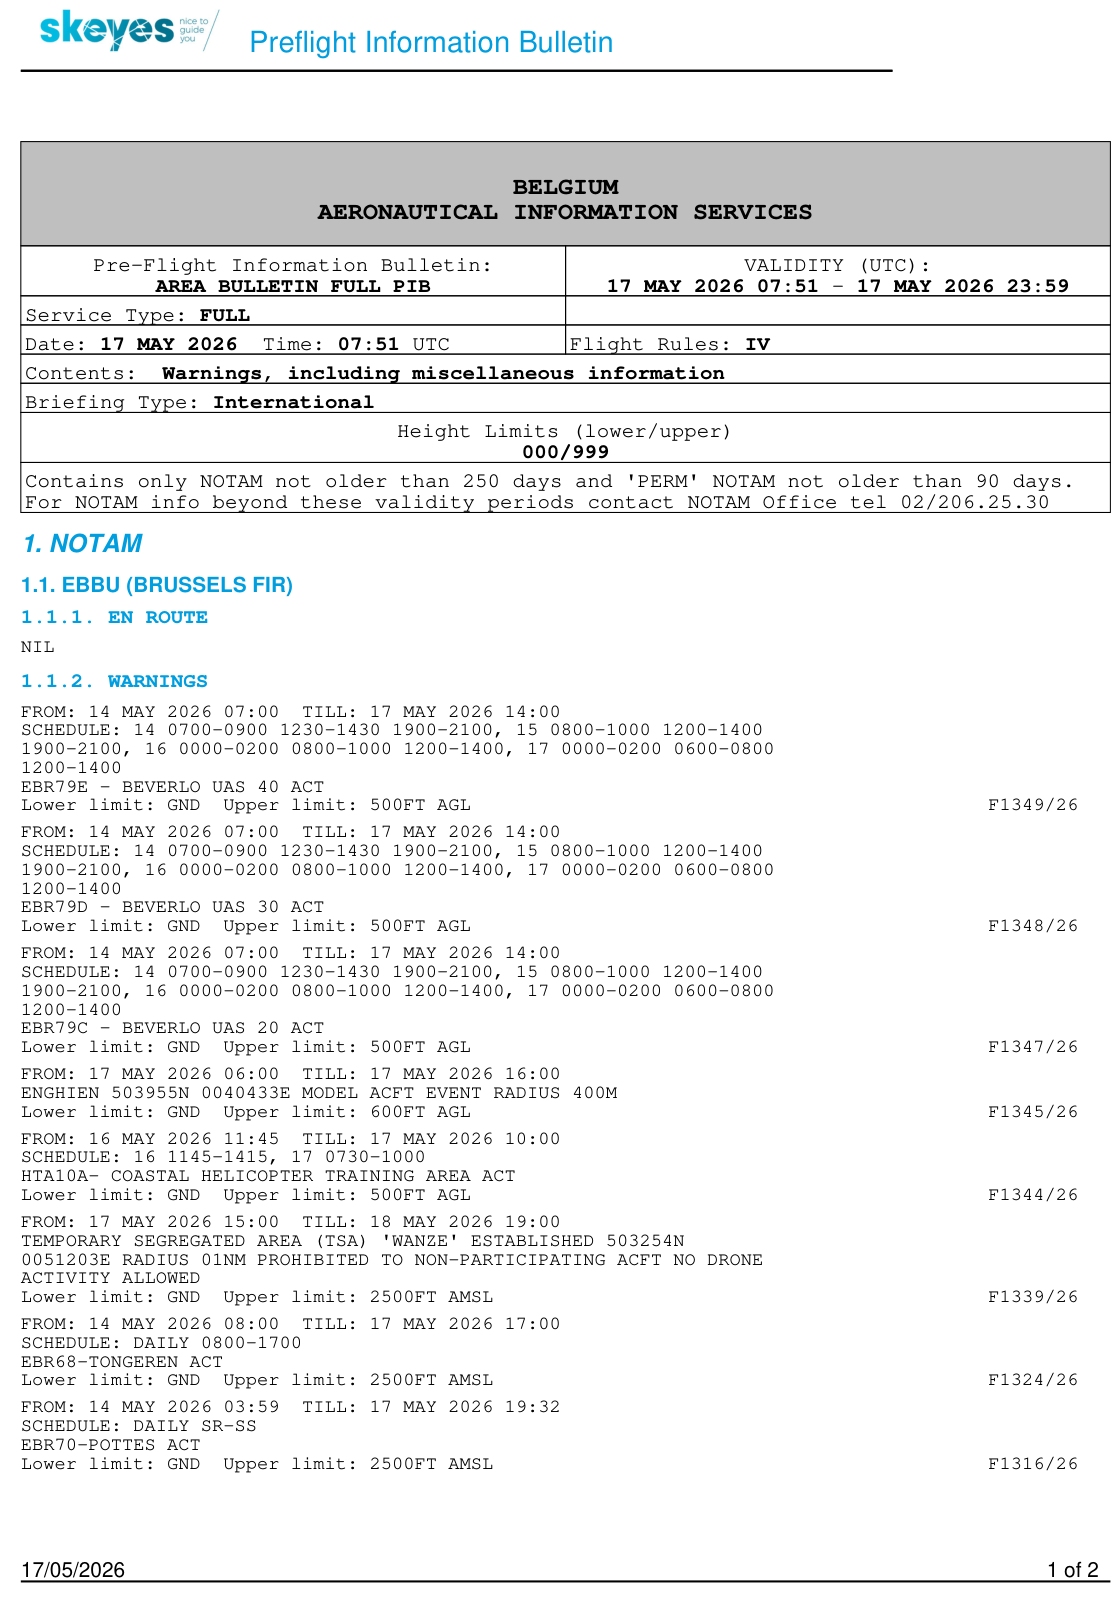 skeyes nice to guide you
Preflight Information Bulletin
BELGIUM
AERONAUTICAL INFORMATION SERVICES
Pre-Flight Information Bulletin:
AREA BULLETIN FULL PIB
VALIDITY (UTC):
17 MAY 2026 07:51 - 17 MAY 2026 23:59
Service Type: FULL
Date: 17 MAY 2026  Time: 07:51 UTC
Flight Rules: IV
Contents:  Warnings, including miscellaneous information
Briefing Type: International
Height Limits (lower/upper)
000/999
Contains only NOTAM not older than 250 days and 'PERM' NOTAM not older than 90 days.
For NOTAM info beyond these validity periods contact NOTAM Office tel 02/206.25.30
1. NOTAM
1.1. EBBU (BRUSSELS FIR)
1.1.1. EN ROUTE
NIL
1.1.2. WARNINGS
FROM: 14 MAY 2026 07:00  TILL: 17 MAY 2026 14:00
SCHEDULE: 14 0700-0900 1230-1430 1900-2100, 15 0800-1000 1200-1400
1900-2100, 16 0000-0200 0800-1000 1200-1400, 17 0000-0200 0600-0800
1200-1400
EBR79E - BEVERLO UAS 40 ACT
Lower limit: GND  Upper limit: 500FT AGL F1349/26
FROM: 14 MAY 2026 07:00  TILL: 17 MAY 2026 14:00
SCHEDULE: 14 0700-0900 1230-1430 1900-2100, 15 0800-1000 1200-1400
1900-2100, 16 0000-0200 0800-1000 1200-1400, 17 0000-0200 0600-0800
1200-1400
EBR79D - BEVERLO UAS 30 ACT
Lower limit: GND  Upper limit: 500FT AGL F1348/26
FROM: 14 MAY 2026 07:00  TILL: 17 MAY 2026 14:00
SCHEDULE: 14 0700-0900 1230-1430 1900-2100, 15 0800-1000 1200-1400
1900-2100, 16 0000-0200 0800-1000 1200-1400, 17 0000-0200 0600-0800
1200-1400
EBR79C - BEVERLO UAS 20 ACT
Lower limit: GND  Upper limit: 500FT AGL F1347/26
FROM: 17 MAY 2026 06:00  TILL: 17 MAY 2026 16:00
ENGHIEN 503955N 0040433E MODEL ACFT EVENT RADIUS 400M
Lower limit: GND  Upper limit: 600FT AGL F1345/26
FROM: 16 MAY 2026 11:45  TILL: 17 MAY 2026 10:00
SCHEDULE: 16 1145-1415, 17 0730-1000
HTA10A- COASTAL HELICOPTER TRAINING AREA ACT
Lower limit: GND  Upper limit: 500FT AGL F1344/26
FROM: 17 MAY 2026 15:00  TILL: 18 MAY 2026 19:00
TEMPORARY SEGREGATED AREA (TSA) 'WANZE' ESTABLISHED 503254N
0051203E RADIUS 01NM PROHIBITED TO NON-PARTICIPATING ACFT NO DRONE
ACTIVITY ALLOWED
Lower limit: GND  Upper limit: 2500FT AMSL F1339/26
FROM: 14 MAY 2026 08:00  TILL: 17 MAY 2026 17:00
SCHEDULE: DAILY 0800-1700
EBR68-TONGEREN ACT
Lower limit: GND  Upper limit: 2500FT AMSL F1324/26
FROM: 14 MAY 2026 03:59  TILL: 17 MAY 2026 19:32
SCHEDULE: DAILY SR-SS
EBR70-POTTES ACT
Lower limit: GND  Upper limit: 2500FT AMSL F1316/26
17/05/2026 1 of 2